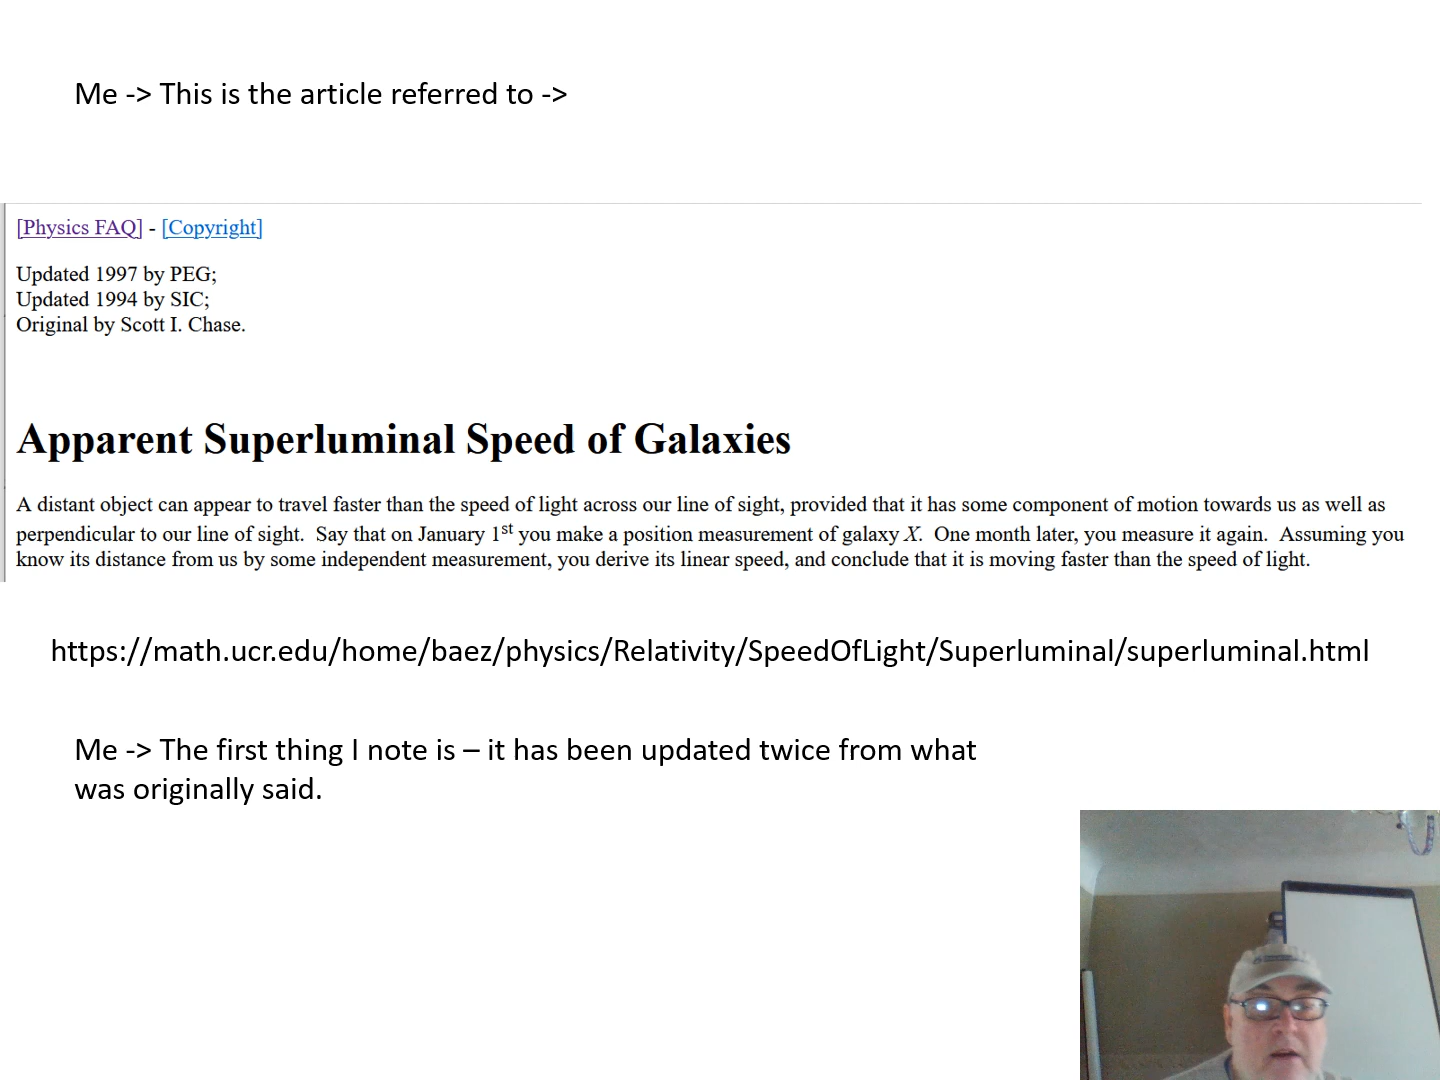 Me -> This is the article referred to ->
[Physics FAQ] - [Copyright]
Updated 1997 by PEG;
Updated 1994 by SIC;
Original by Scott I. Chase.
Apparent Superluminal Speed of Galaxies
A distant object can appear to travel faster than the speed of light across our line of sight, provided that it has some component of motion towards us as well as
perpendicular to our line of sight.  Say that on January 1st you make a position measurement of galaxy X.  One month later, you measure it again.  Assuming you
know its distance from us by some independent measurement, you derive its linear speed, and conclude that it is moving faster than the speed of light.
https://math.ucr.edu/home/baez/physics/Relativity/SpeedOfLight/Superluminal/superluminal.html
Me -> The first thing I note is – it has been updated twice from what
was originally said.